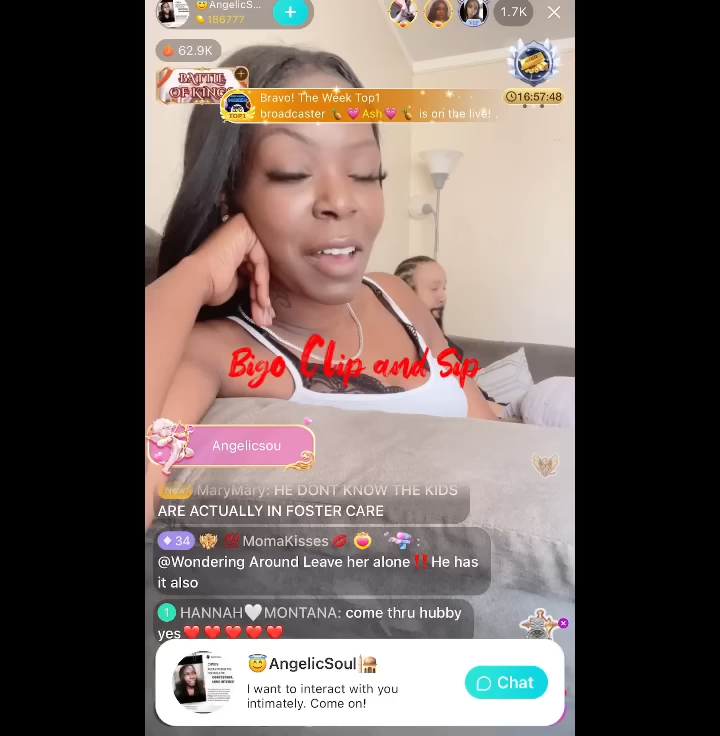 😇AngelicS...
186777
1.7K
62.9K
BATTLE
OF KINGS
Bravo! The Week Top1
broadcaster 🍍💗Ash💗🍍 is on the live!
TOP1
16:57:48
Bigo Clip and Sip
Angelicsou
New MaryMary: HE DONT KNOW THE KIDS
ARE ACTUALLY IN FOSTER CARE
34 💯MomaKisses💋 :
@Wondering Around Leave her alone‼️He has
it also
1 HANNAH🤍MONTANA: come thru hubby
yes❤️❤️❤️❤️❤️
😇AngelicSoul🕌
I want to interact with you
intimately. Come on!
Chat